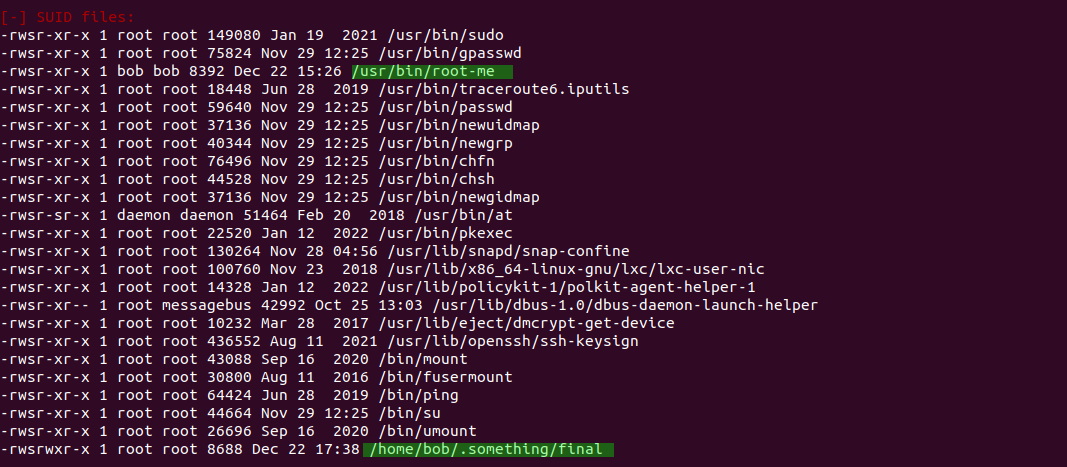 [-] SUID files:
-rwsr-xr-x 1 root root 149080 Jan 19  2021 /usr/bin/sudo
-rwsr-xr-x 1 root root 75824 Nov 29 12:25 /usr/bin/gpasswd
-rwsr-xr-x 1 bob bob 8392 Dec 22 15:26 /usr/bin/root-me
-rwsr-xr-x 1 root root 18448 Jun 28  2019 /usr/bin/traceroute6.iputils
-rwsr-xr-x 1 root root 59640 Nov 29 12:25 /usr/bin/passwd
-rwsr-xr-x 1 root root 37136 Nov 29 12:25 /usr/bin/newuidmap
-rwsr-xr-x 1 root root 40344 Nov 29 12:25 /usr/bin/newgrp
-rwsr-xr-x 1 root root 76496 Nov 29 12:25 /usr/bin/chfn
-rwsr-xr-x 1 root root 44528 Nov 29 12:25 /usr/bin/chsh
-rwsr-xr-x 1 root root 37136 Nov 29 12:25 /usr/bin/newgidmap
-rwsr-sr-x 1 daemon daemon 51464 Feb 20  2018 /usr/bin/at
-rwsr-xr-x 1 root root 22520 Jan 12  2022 /usr/bin/pkexec
-rwsr-xr-x 1 root root 130264 Nov 28 04:56 /usr/lib/snapd/snap-confine
-rwsr-xr-x 1 root root 100760 Nov 23  2018 /usr/lib/x86_64-linux-gnu/lxc/lxc-user-nic
-rwsr-xr-x 1 root root 14328 Jan 12  2022 /usr/lib/policykit-1/polkit-agent-helper-1
-rwsr-xr-- 1 root messagebus 42992 Oct 25 13:03 /usr/lib/dbus-1.0/dbus-daemon-launch-helper
-rwsr-xr-x 1 root root 10232 Mar 28  2017 /usr/lib/eject/dmcrypt-get-device
-rwsr-xr-x 1 root root 436552 Aug 11  2021 /usr/lib/openssh/ssh-keysign
-rwsr-xr-x 1 root root 43088 Sep 16  2020 /bin/mount
-rwsr-xr-x 1 root root 30800 Aug 11  2016 /bin/fusermount
-rwsr-xr-x 1 root root 64424 Jun 28  2019 /bin/ping
-rwsr-xr-x 1 root root 44664 Nov 29 12:25 /bin/su
-rwsr-xr-x 1 root root 26696 Sep 16  2020 /bin/umount
-rwsrwxr-x 1 root root 8688 Dec 22 17:38 /home/bob/.something/final